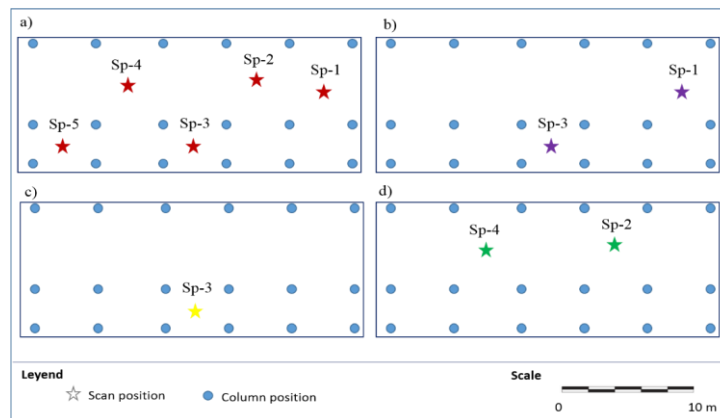 a)
Sp-4
Sp-2
Sp-1
Sp-5
Sp-3
b)
Sp-1
Sp-3
c)
Sp-3
d)
Sp-4
Sp-2
Leyend
Scan position
Column position
Scale
0
10 m